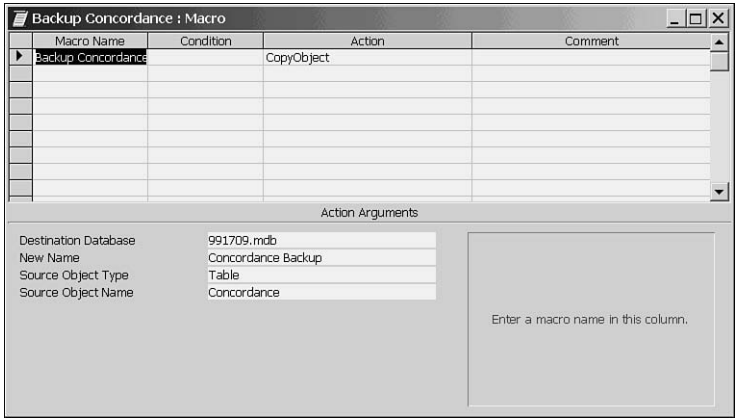 Backup Concordance : Macro
Macro Name Condition Action Comment
Backup Concordance CopyObject
Action Arguments
Destination Database 991709.mdb
New Name Concordance Backup
Source Object Type Table
Source Object Name Concordance
Enter a macro name in this column.